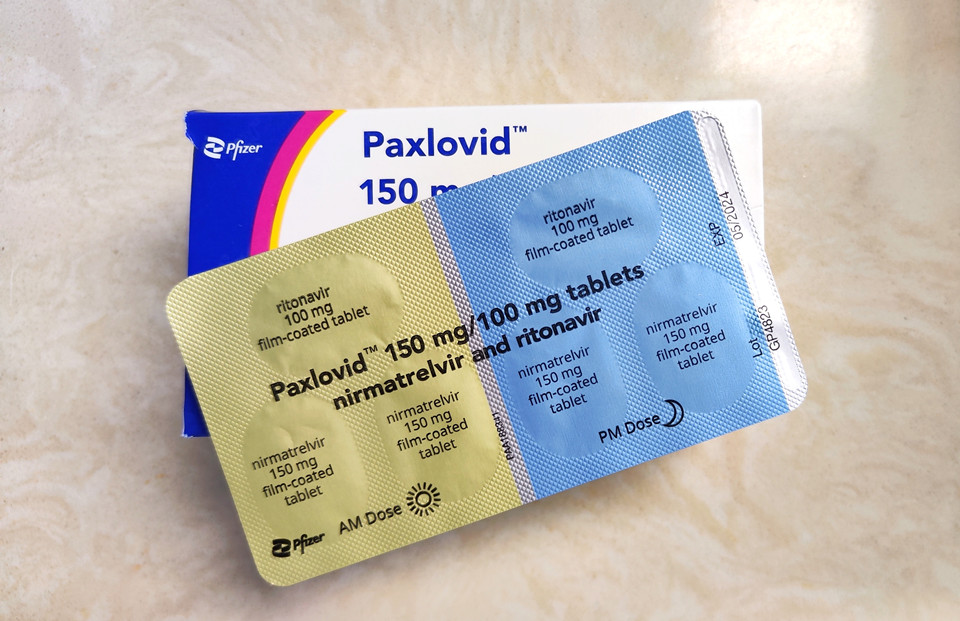 Pfizer
Paxlovid™
150 m
ritonavir
100 mg
film-coated tablet
ritonavir
100 mg
film-coated tablet
Paxlovid™ 150 mg/100 mg tablets
nirmatrelvir and ritonavir
nirmatrelvir
150 mg
film-coated
tablet
nirmatrelvir
150 mg
film-coated
tablet
nirmatrelvir
150 mg
film-coated
tablet
nirmatrelvir
150 mg
film-coated
tablet
Pfizer
AM Dose
PM Dose
EXP
05/2024
Lot
GP4823